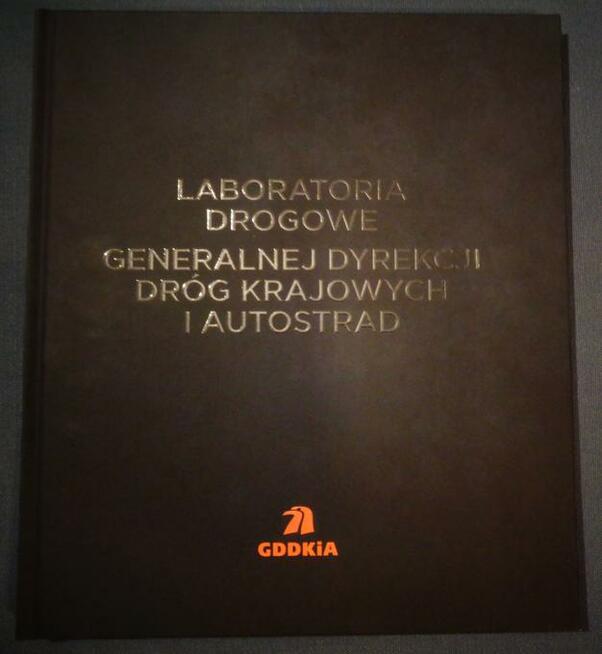 LABORATORIA
DROGOWE
GENERALNEJ DYREKCJI
DRÓG KRAJOWYCH
I AUTOSTRAD
GDDKiA